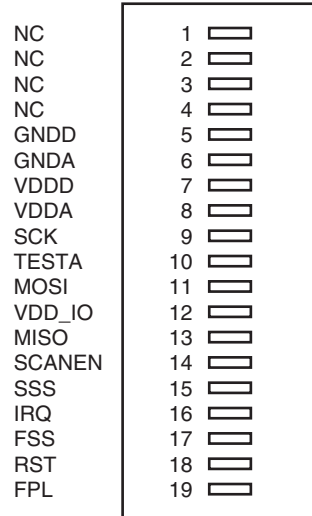 NC 1
NC 2
NC 3
NC 4
GNDD 5
GNDA 6
VDDD 7
VDDA 8
SCK 9
TESTA 10
MOSI 11
VDD_IO 12
MISO 13
SCANEN 14
SSS 15
IRQ 16
FSS 17
RST 18
FPL 19